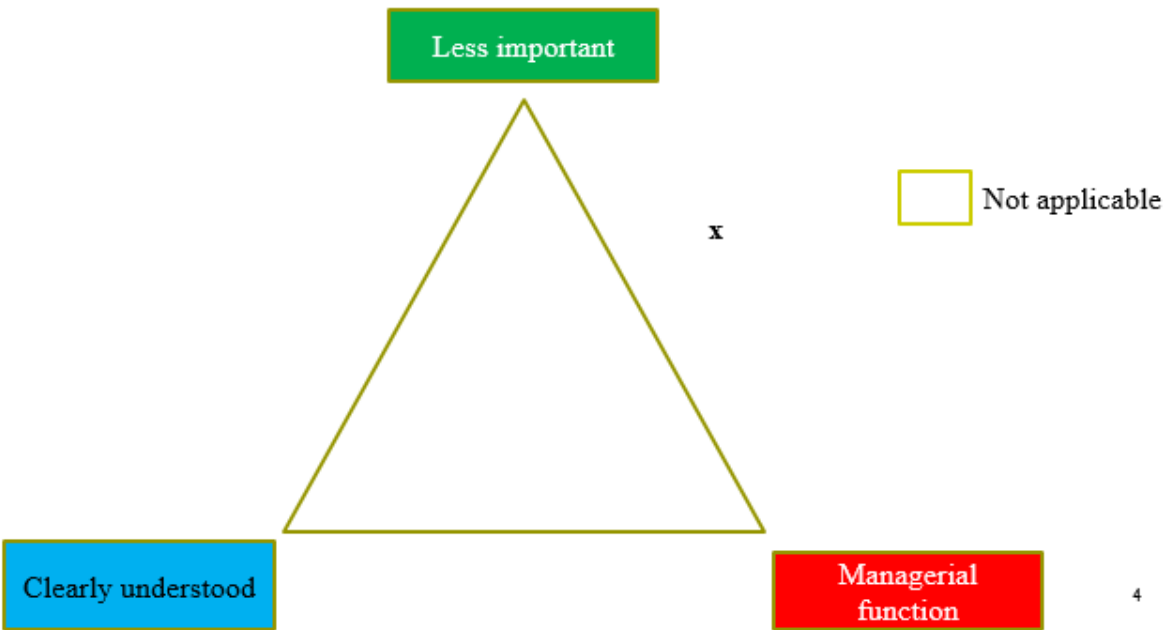 Less important
Not applicable
x
Clearly understood
Managerial
function
4